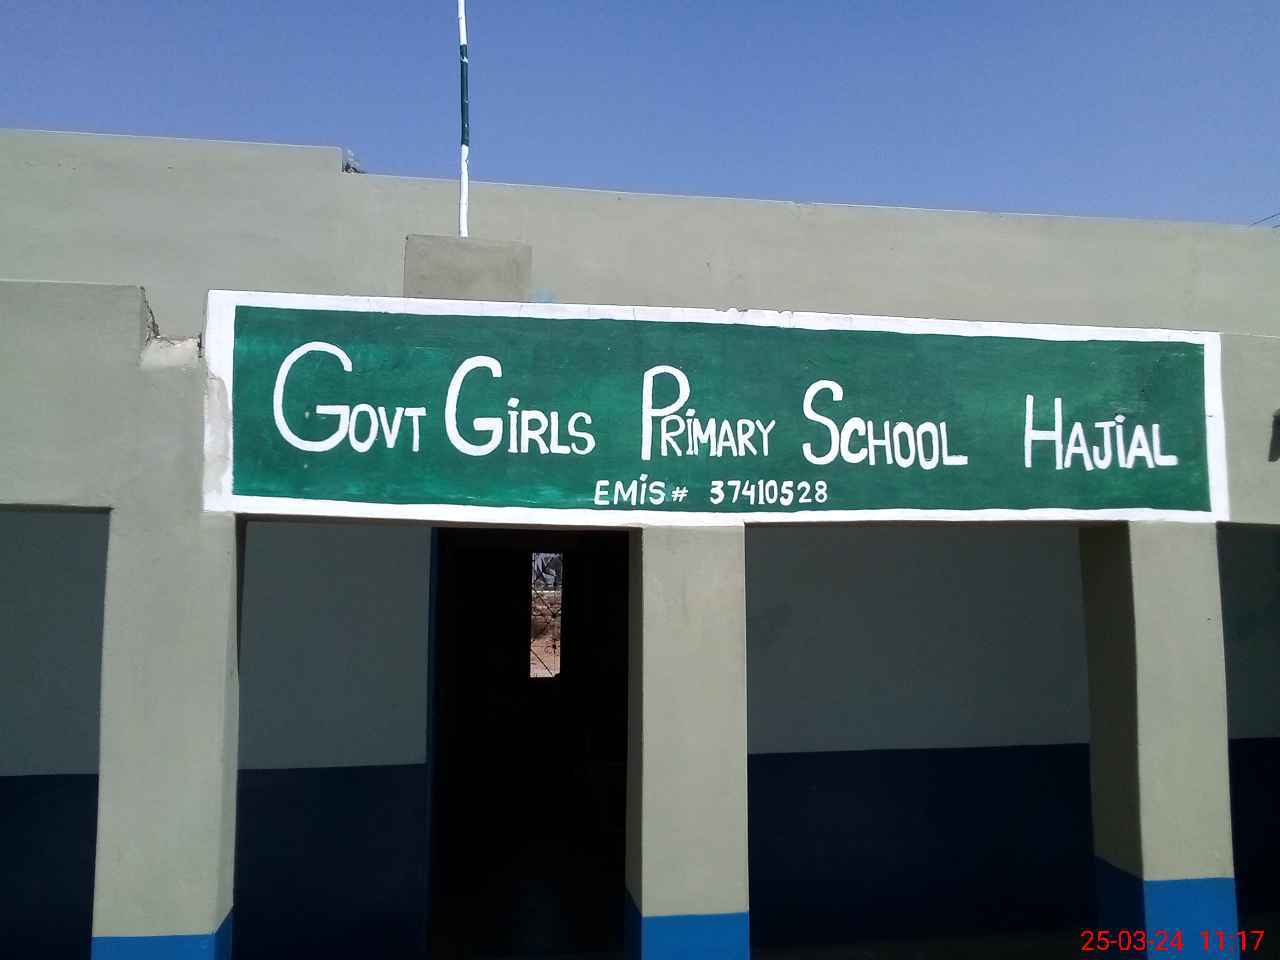 GOVT GIRLS PRIMARY SCHOOL HAJIAL
EMIS# 37410528
25-03-24 11:17